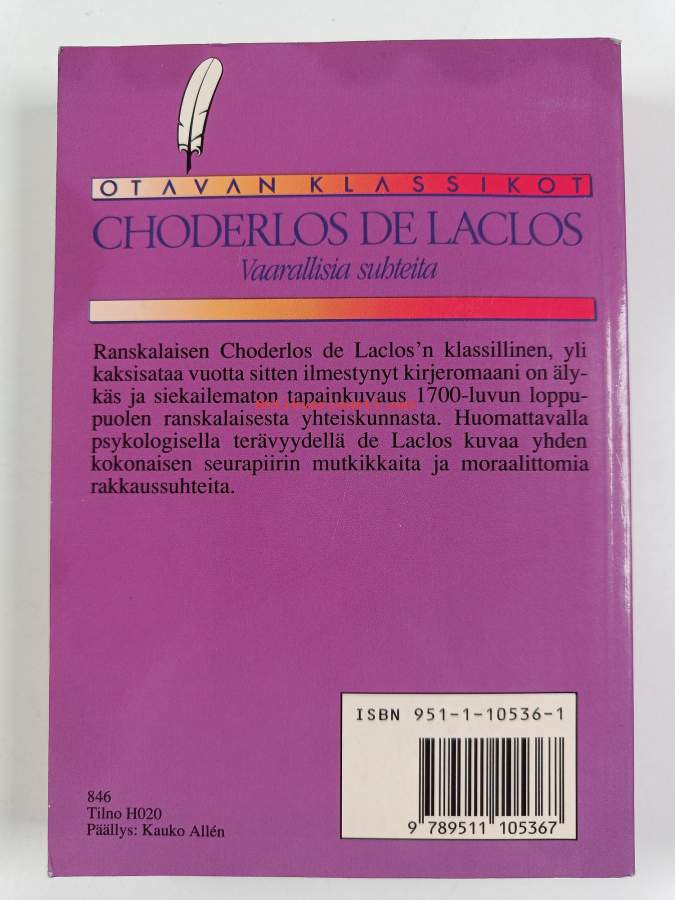 OTAVAN KLASSIKOT
CHODERLOS DE LACLOS
Vaarallisia suhteita
Ranskalaisen Choderlos de Laclos'n klassillinen, yli
kaksisataa vuotta sitten ilmestynyt kirjeromaani on äly-
käs ja siekailematon tapainkuvaus 1700-luvun loppu-
puolen ranskalaisesta yhteiskunnasta. Huomattavalla
psykologisella terävyydellä de Laclos kuvaa yhden
kokonaisen seurapiirin mutkikkaita ja moraalittomia
rakkaussuhteita.
ISBN 951-1-10536-1
9 789511 105367
846
Tilno H020
Päällys: Kauko Allén